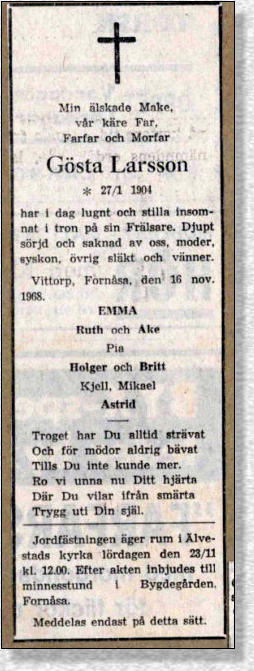 Min älskade Make,
vår käre Far,
Farfar och Morfar
Gösta Larsson
* 27/1 1904
har i dag lugnt och stilla insom-
nat i tron på sin Frälsare. Djupt
sörjd och saknad av oss, moder,
syskon, övrig släkt och vänner.
Vittorp, Fornåsa, den 16 nov.
1968.
EMMA
Ruth och Åke
Pia
Holger och Britt
Kjell, Mikael
Astrid
Troget har Du alltid strävat
Och för mödor aldrig bävat
Tills Du inte kunde mer.
Ro vi unna nu Ditt hjärta
Där Du vilar ifrån smärta
Trygg uti Din själ.
Jordfästningen äger rum i Älve-
stads kyrka lördagen den 23/11
kl. 12.00. Efter akten inbjudes till
minnesstund i Bygdegården,
Fornåsa.
Meddelas endast på detta sätt.